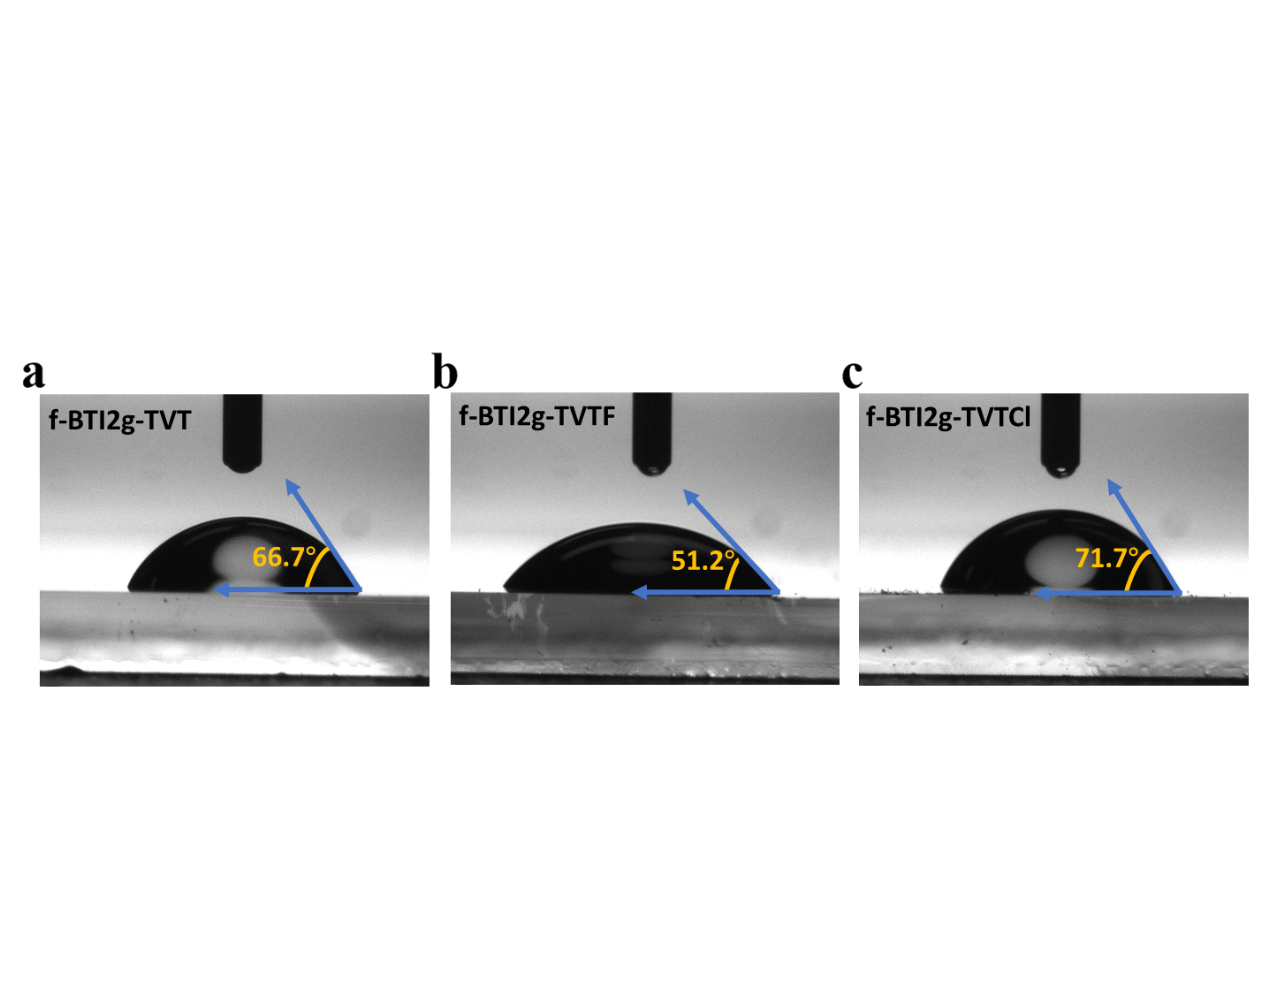 a
f-BTI2g-TVT
66.7°
b
f-BTI2g-TVTF
51.2°
c
f-BTI2g-TVTCl
71.7°